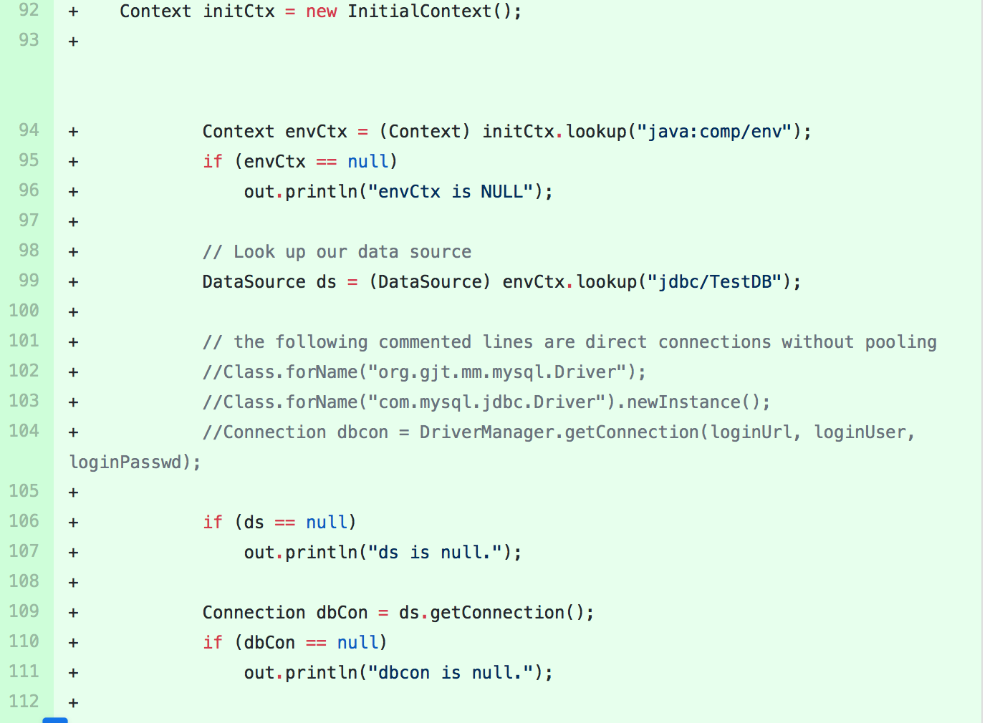 92 + Context initCtx = new InitialContext();
93 +
94 + Context envCtx = (Context) initCtx.lookup("java:comp/env");
95 + if (envCtx == null)
96 + out.println("envCtx is NULL");
97 +
98 + // Look up our data source
99 + DataSource ds = (DataSource) envCtx.lookup("jdbc/TestDB");
100 +
101 + // the following commented lines are direct connections without pooling
102 + //Class.forName("org.gjt.mm.mysql.Driver");
103 + //Class.forName("com.mysql.jdbc.Driver").newInstance();
104 + //Connection dbcon = DriverManager.getConnection(loginUrl, loginUser,
loginPasswd);
105 +
106 + if (ds == null)
107 + out.println("ds is null.");
108 +
109 + Connection dbCon = ds.getConnection();
110 + if (dbCon == null)
111 + out.println("dbcon is null.");
112 +